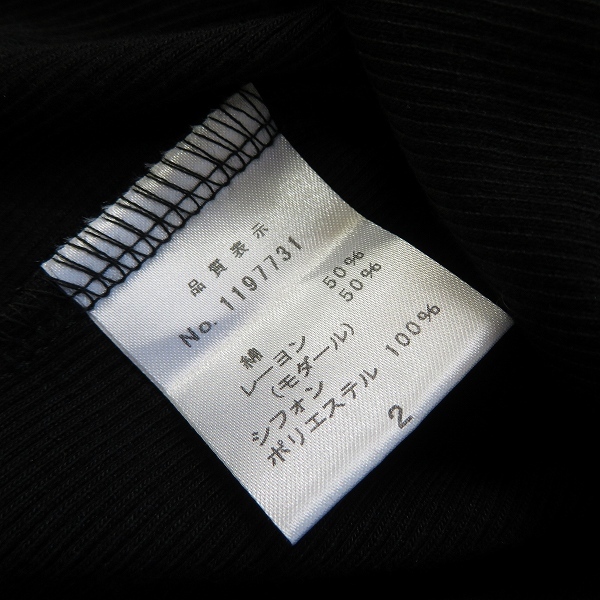 品質表示
No. 1197731
綿 50%
レーヨン 50%
(モダール)
シフオン
ポリエステル 100%
2